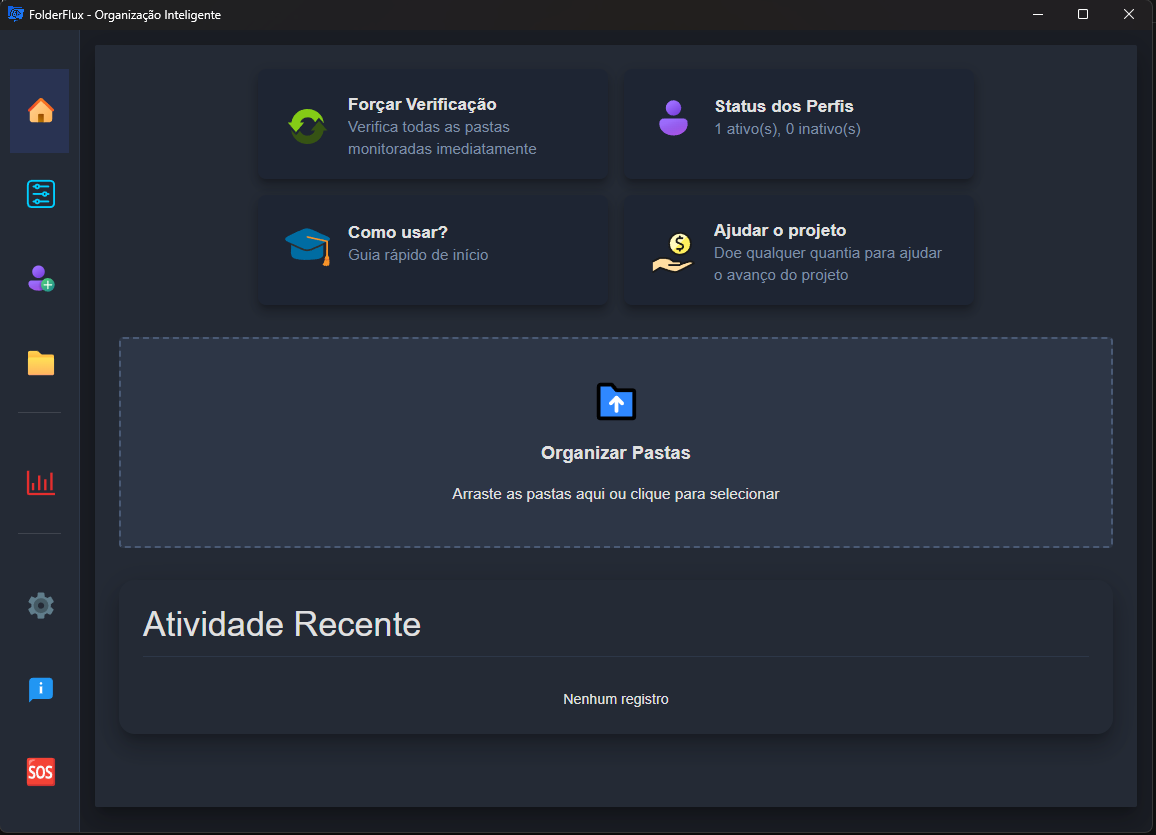 FolderFlux - Organização Inteligente
Forçar Verificação
Verifica todas as pastas
monitoradas imediatamente
Status dos Perfis
1 ativo(s), 0 inativo(s)
Como usar?
Guia rápido de início
Ajudar o projeto
Doe qualquer quantia para ajudar
o avanço do projeto
$
Organizar Pastas
Arraste as pastas aqui ou clique para selecionar
Atividade Recente
Nenhum registro
i
SOS